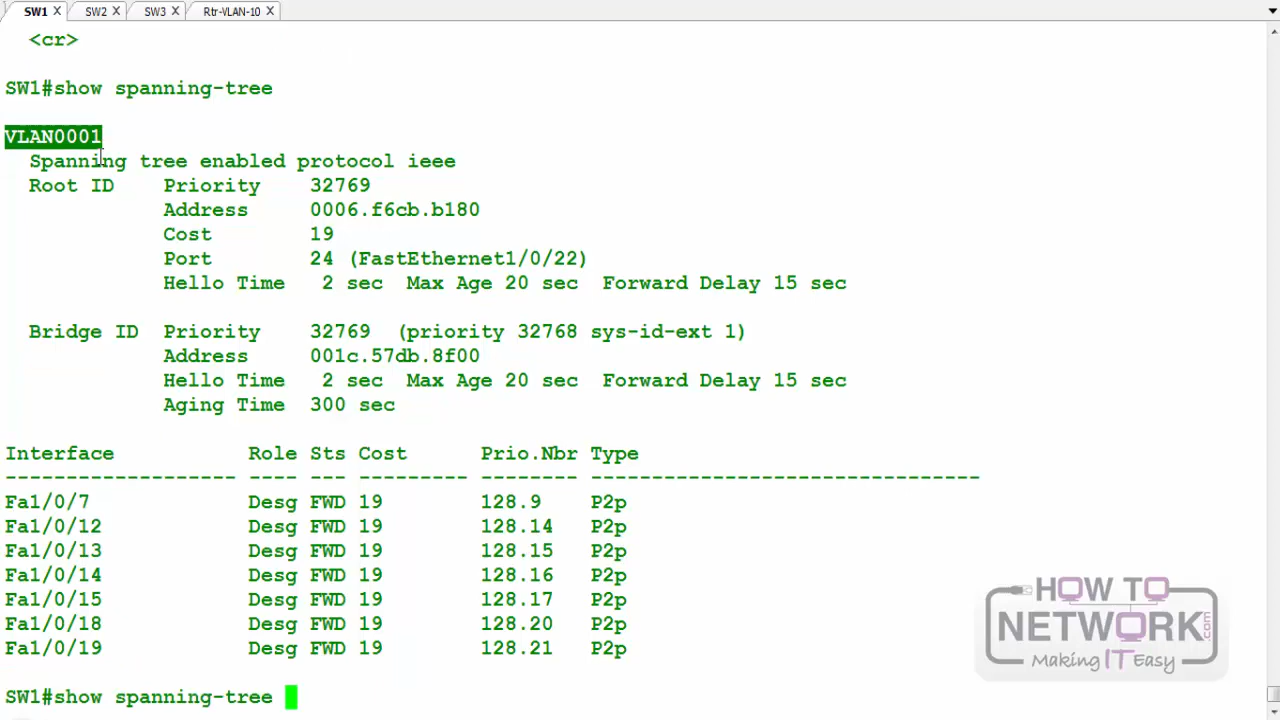 SW1 X SW2 X SW3 X Rtr-VLAN-10 X
<cr>
SW1#show spanning-tree
VLAN0001
Spanning tree enabled protocol ieee
Root ID Priority 32769
Address 0006.f6cb.b180
Cost 19
Port 24 (FastEthernet1/0/22)
Hello Time 2 sec Max Age 20 sec Forward Delay 15 sec
Bridge ID Priority 32769 (priority 32768 sys-id-ext 1)
Address 001c.57db.8f00
Hello Time 2 sec Max Age 20 sec Forward Delay 15 sec
Aging Time 300 sec
Interface Role Sts Cost Prio.Nbr Type
------------------- ---- --- --------- -------- --------------------------------
Fa1/0/7 Desg FWD 19 128.9 P2p
Fa1/0/12 Desg FWD 19 128.14 P2p
Fa1/0/13 Desg FWD 19 128.15 P2p
Fa1/0/14 Desg FWD 19 128.16 P2p
Fa1/0/15 Desg FWD 19 128.17 P2p
Fa1/0/18 Desg FWD 19 128.20 P2p
Fa1/0/19 Desg FWD 19 128.21 P2p
SW1#show spanning-tree
HOW TO
NETWORK.com
Making IT Easy